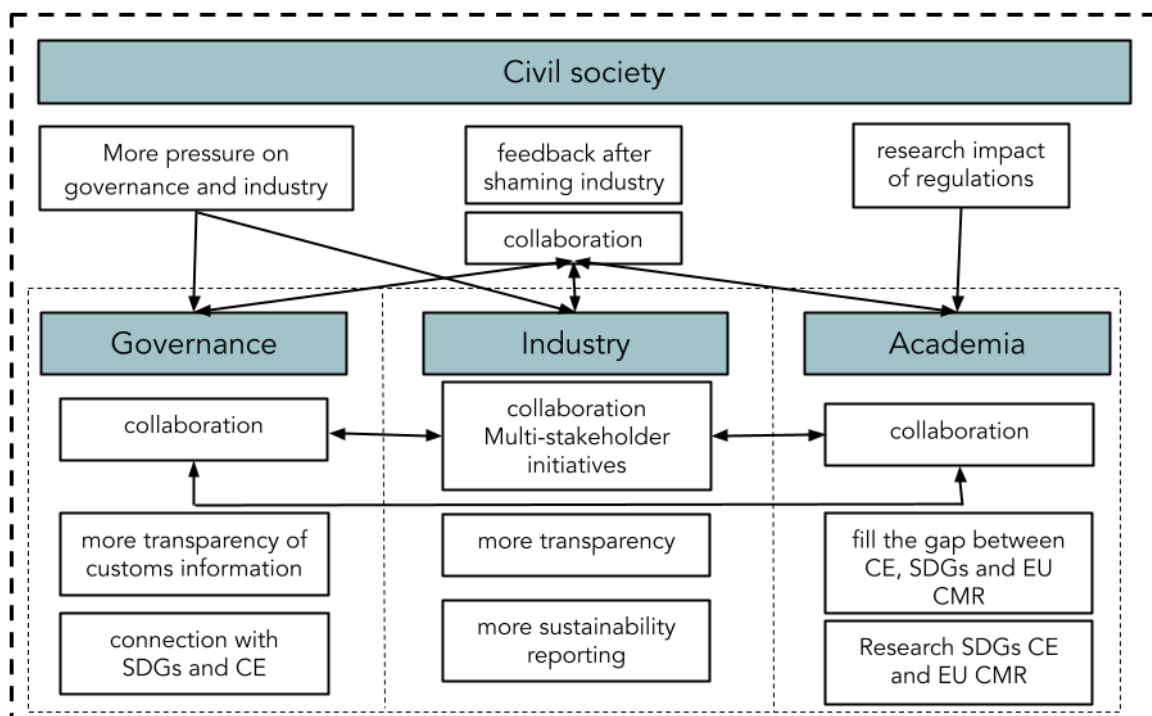 Civil society
More pressure on
governance and industry
feedback after
shaming industry
collaboration
research impact
of regulations
Governance
Industry
Academia
collaboration
collaboration
Multi-stakeholder
initiatives
collaboration
more transparency of
customs information
more transparency
fill the gap between
CE, SDGs and EU
CMR
connection with
SDGs and CE
more sustainability
reporting
Research SDGs CE
and EU CMR